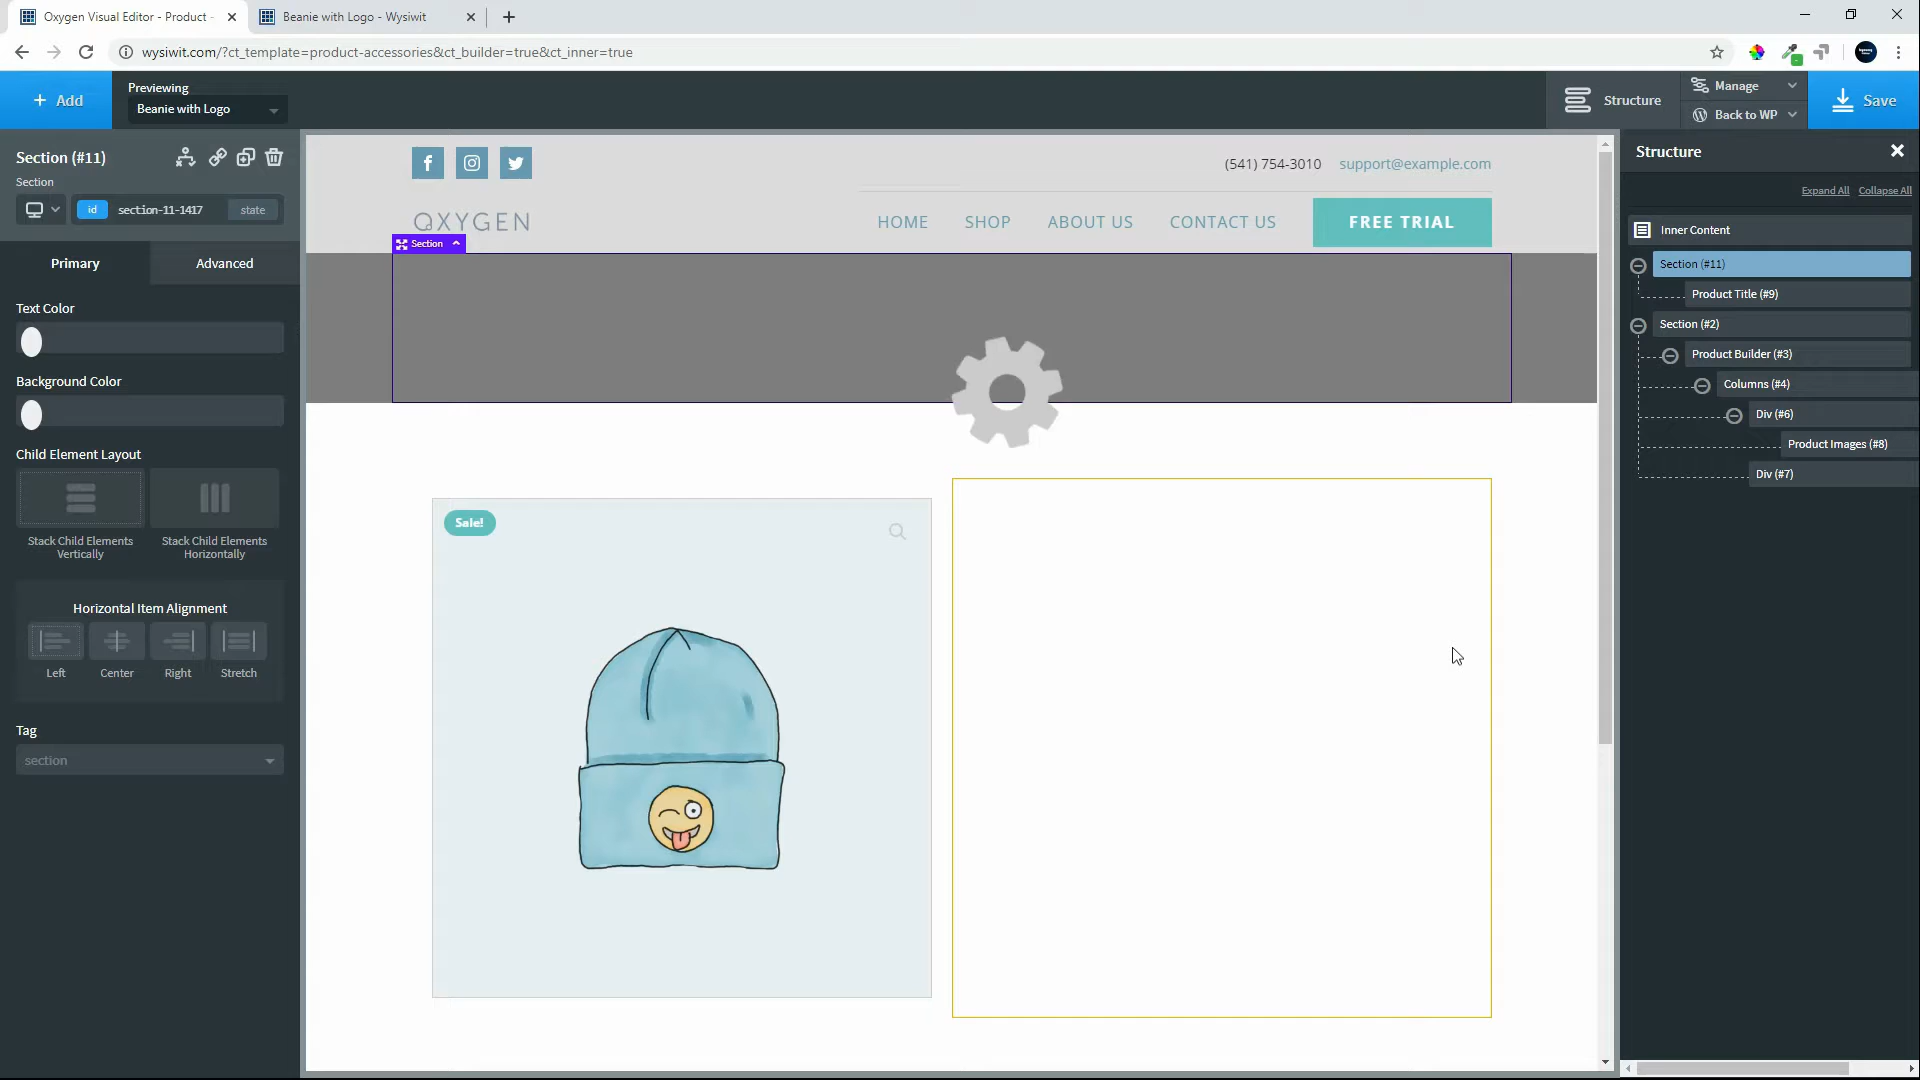 Oxygen Visual Editor - Product -
Beanie with Logo - Wysiwit
wysiwit.com/?ct_template=product-accessories&ct_builder=true&ct_inner=true
+ Add
Previewing
Beanie with Logo
Structure
Manage
Back to WP
Save
Section (#11)
Section
id
section-11-1417
state
Primary
Advanced
Text Color
Background Color
Child Element Layout
Stack Child Elements
Vertically
Stack Child Elements
Horizontally
Horizontal Item Alignment
Left
Center
Right
Stretch
Tag
section
(541) 754-3010
support@example.com
OXYGEN
HOME
SHOP
ABOUT US
CONTACT US
FREE TRIAL
Section
Sale!
Structure
Expand All
Collapse All
Inner Content
Section (#11)
Product Title (#9)
Section (#2)
Product Builder (#3)
Columns (#4)
Div (#6)
Product Images (#8)
Div (#7)